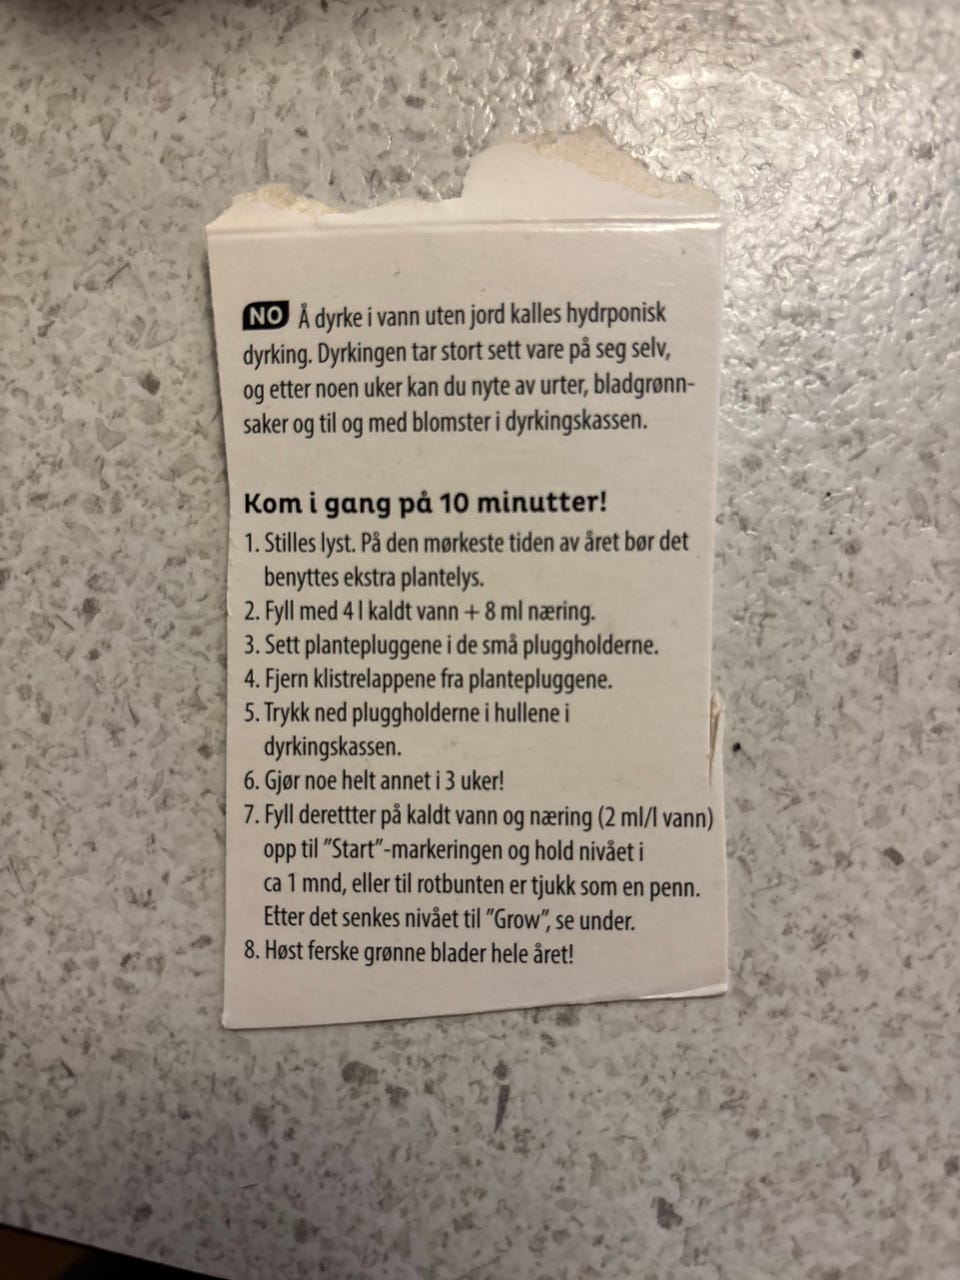 NO Å dyrke i vann uten jord kalles hydrponisk
dyrking. Dyrkingen tar stort sett vare på seg selv,
og etter noen uker kan du nyte av urter, bladgrønn-
saker og til og med blomster i dyrkingskassen.
Kom i gang på 10 minutter!
1. Stilles lyst. På den mørkeste tiden av året bør det
benyttes ekstra plantelys.
2. Fyll med 4 l kaldt vann + 8 ml næring.
3. Sett plantepluggene i de små pluggholderne.
4. Fjern klistrelappene fra plantepluggene.
5. Trykk ned pluggholderne i hullene i
dyrkingskassen.
6. Gjør noe helt annet i 3 uker!
7. Fyll derettter på kaldt vann og næring (2 ml/l vann)
opp til ”Start”-markeringen og hold nivået i
ca 1 mnd, eller til rotbunten er tjukk som en penn.
Etter det senkes nivået til ”Grow”, se under.
8. Høst ferske grønne blader hele året!